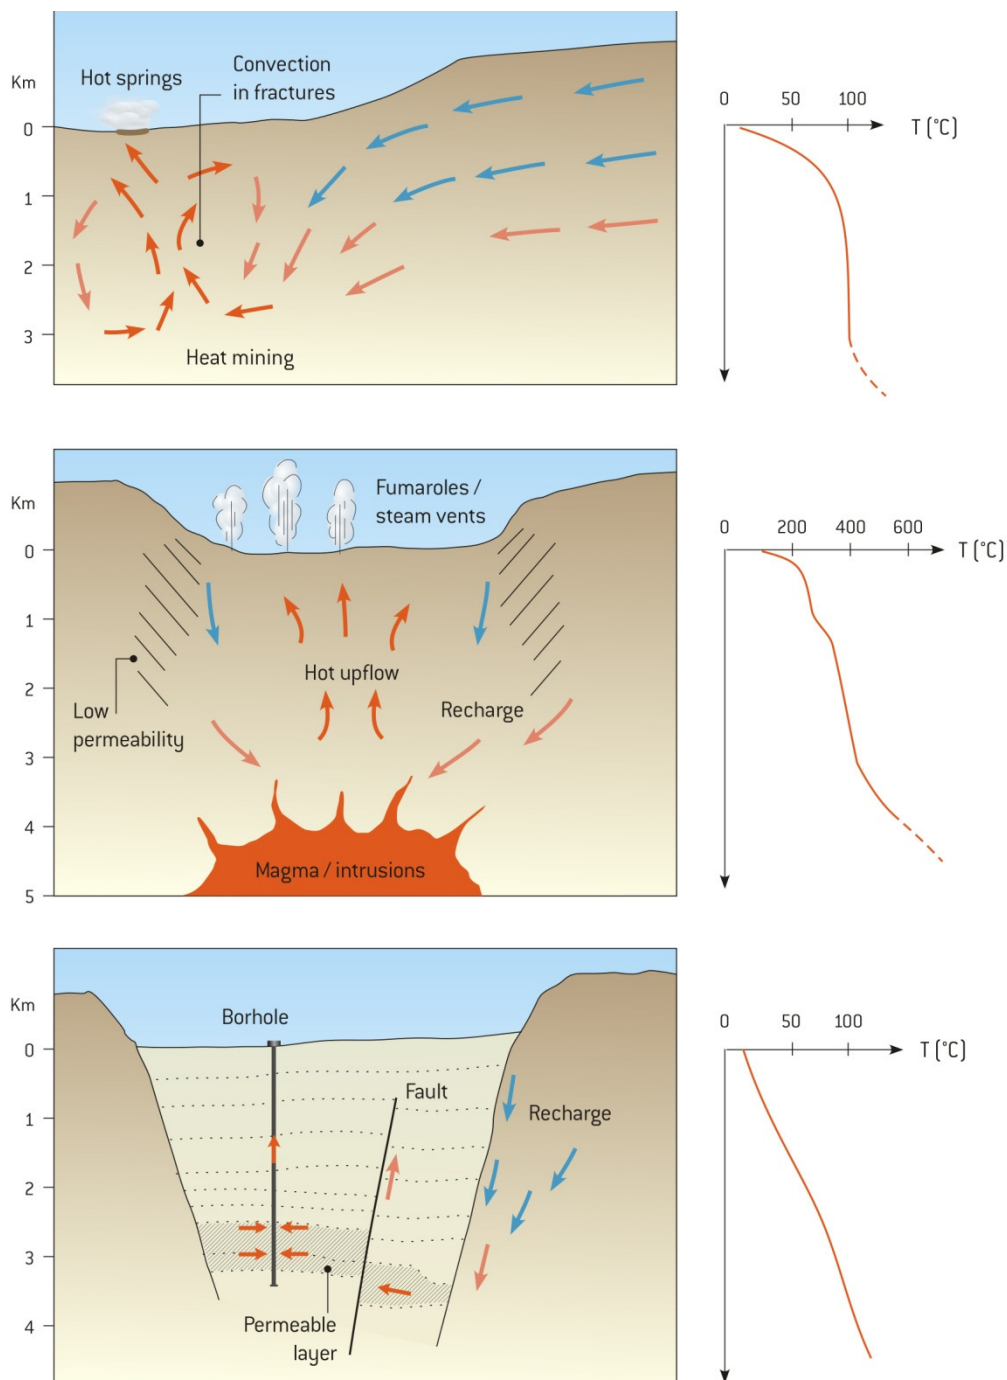 Km
Hot springs
Convection
in fractures
0
1
2
3
Heat mining
0 50 100
T (°C)
Km
Fumaroles /
steam vents
0
1
2
3
4
5
Hot upflow
Low
permeability
Recharge
Magma / intrusions
0 200 400 600
T (°C)
Km
Borhole
0
1
2
3
4
Fault
Recharge
Permeable
layer
0 50 100
T (°C)